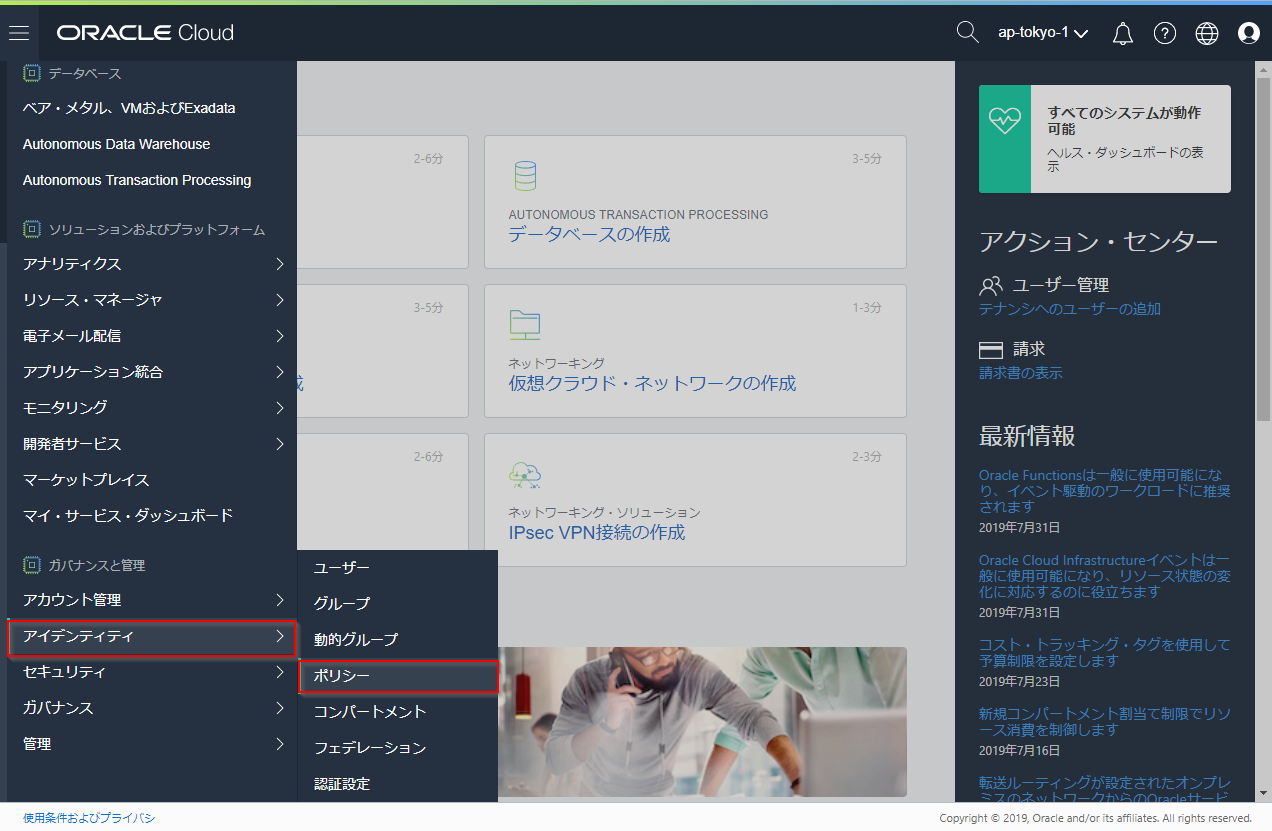 ORACLE Cloud
ap-tokyo-1
データベース
ベア・メタル、VMおよびExadata
Autonomous Data Warehouse
Autonomous Transaction Processing
ソリューションおよびプラットフォーム
アナリティクス
リソース・マネージャ
電子メール配信
アプリケーション統合
モニタリング
開発者サービス
マーケットプレイス
マイ・サービス・ダッシュボード
ガバナンスと管理
アカウント管理
アイデンティティ
セキュリティ
ガバナンス
管理
ユーザー
グループ
動的グループ
ポリシー
コンパートメント
フェデレーション
認証設定
2-6分
3-5分
AUTONOMOUS TRANSACTION PROCESSING
データベースの作成
3-5分
成
1-3分
ネットワーキング
仮想クラウド・ネットワークの作成
2-6分
2-3分
ネットワーキング・ソリューション
IPsec VPN接続の作成
すべてのシステムが動作
可能
ヘルス・ダッシュボードの表
示
アクション・センター
ユーザー管理
テナンシへのユーザーの追加
請求
請求書の表示
最新情報
Oracle Functionsは一般に使用可能にな
り、イベント駆動のワークロードに推奨
されます
2019年7月31日
Oracle Cloud Infrastructureイベントは一
般に使用可能になり、リソース状態の変
化に対応するのに役立ちます
2019年7月31日
コスト・トラッキング・タグを使用して
予算制限を設定します
2019年7月23日
新規コンパートメント割当て制限でリソ
ース消費を制御します
2019年7月16日
転送ルーティングが設定されたオンプレ
ミスのネットワークからのOracleサービ
使用条件およびプライバシ
Copyright © 2019, Oracle and/or its affiliates. All rights reserved.